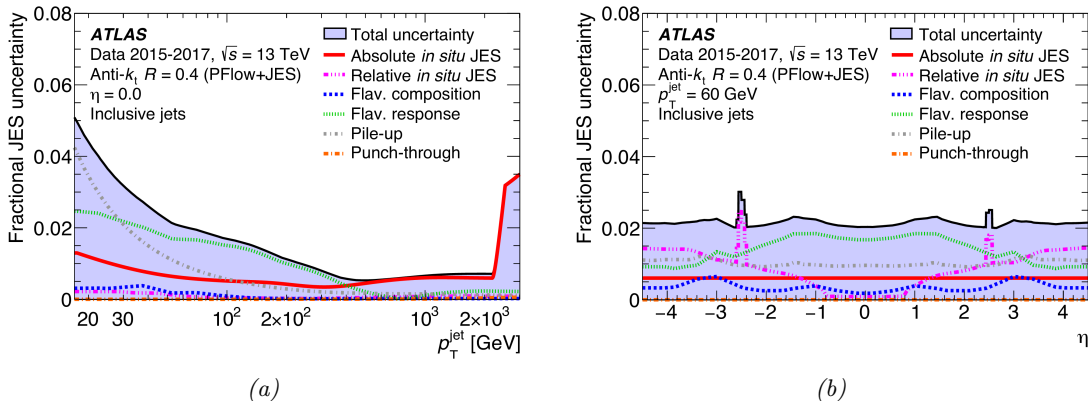 Fractional JES uncertainty
0.08
0.06
0.04
0.02
0
ATLAS
Data 2015-2017, √s = 13 TeV
Anti-kₜ R = 0.4 (PFlow+JES)
η = 0.0
Inclusive jets
Total uncertainty
Absolute in situ JES
Relative in situ JES
Flav. composition
Flav. response
Pile-up
Punch-through
20 30 10² 2×10² 10³ 2×10³
p_T^jet [GeV]
(a)
Fractional JES uncertainty
0.08
0.06
0.04
0.02
0
ATLAS
Data 2015-2017, √s = 13 TeV
Anti-kₜ R = 0.4 (PFlow+JES)
p_T^jet = 60 GeV
Inclusive jets
Total uncertainty
Absolute in situ JES
Relative in situ JES
Flav. composition
Flav. response
Pile-up
Punch-through
−4 −3 −2 −1 0 1 2 3 4
η
(b)